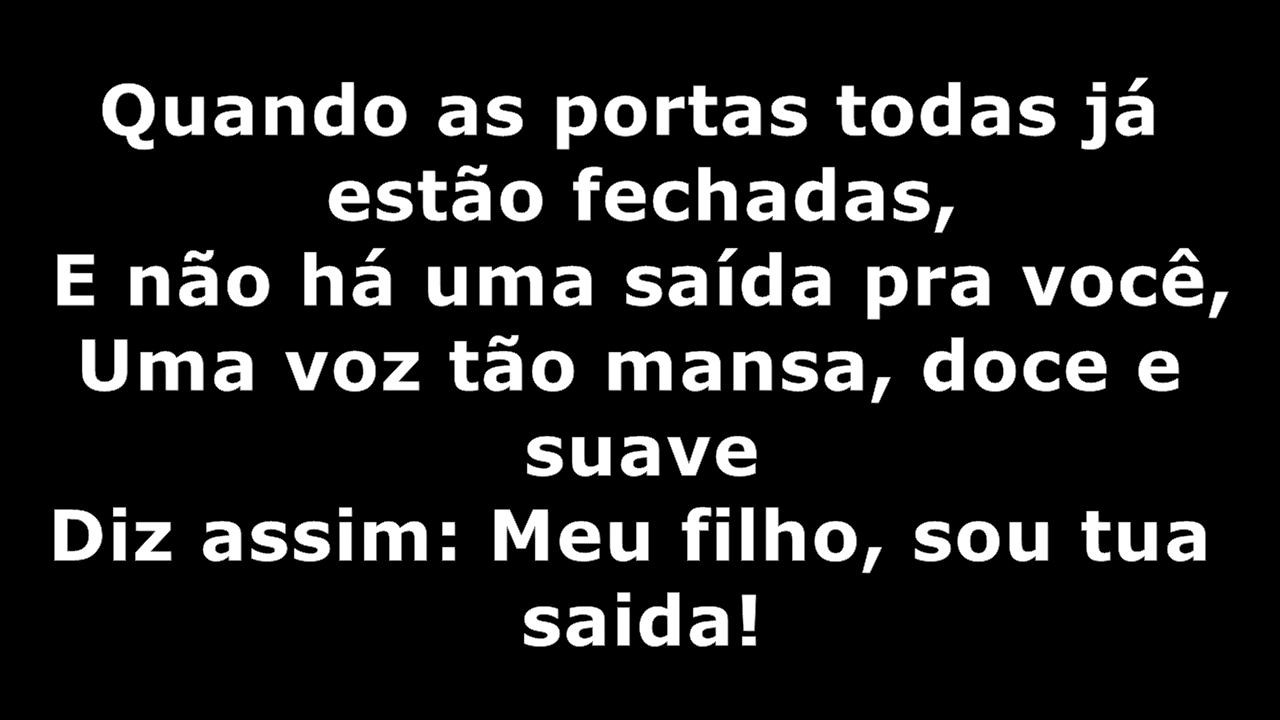 Quando as portas todas já
estão fechadas,
E não há uma saída pra você,
Uma voz tão mansa, doce e
suave
Diz assim: Meu filho, sou tua
saida!